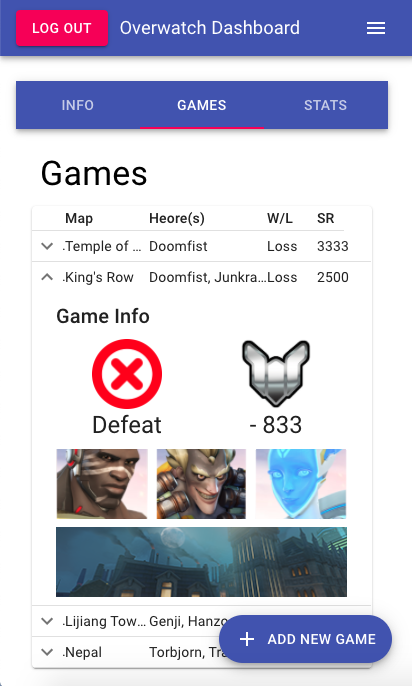 LOG OUT Overwatch Dashboard
INFO GAMES STATS
Games
Map Heore(s) W/L SR
.Temple of ... Doomfist Loss 3333
.King's Row Doomfist, Junkra... Loss 2500
Game Info
Defeat - 833
.Lijiang Tow... Genji, Hanzo
.Nepal Torbjorn, Tra
+ ADD NEW GAME